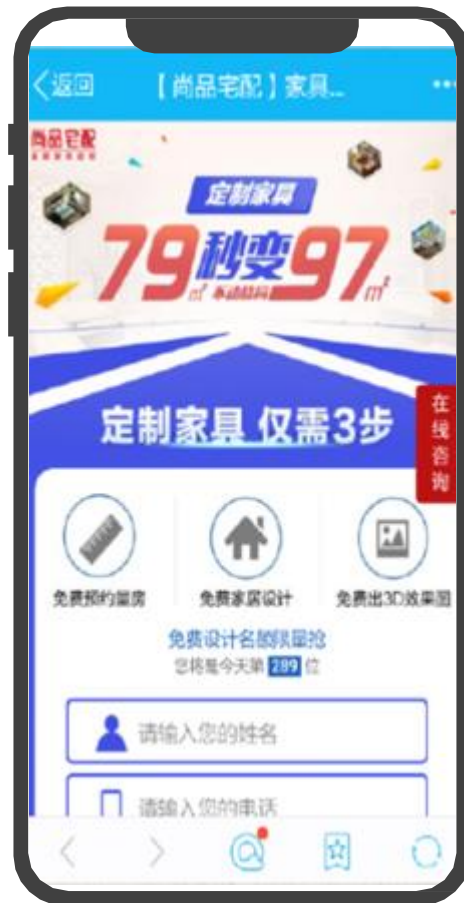 返回 【尚品宅配】家具...
尚品宅配
定制家具
79㎡秒变97㎡
定制家具 仅需3步
在线咨询
免费预约量房 免费家居设计 免费出3D效果图
免费设计名额限量抢
您将是今天第 289 位
请输入您的姓名
请输入您的电话